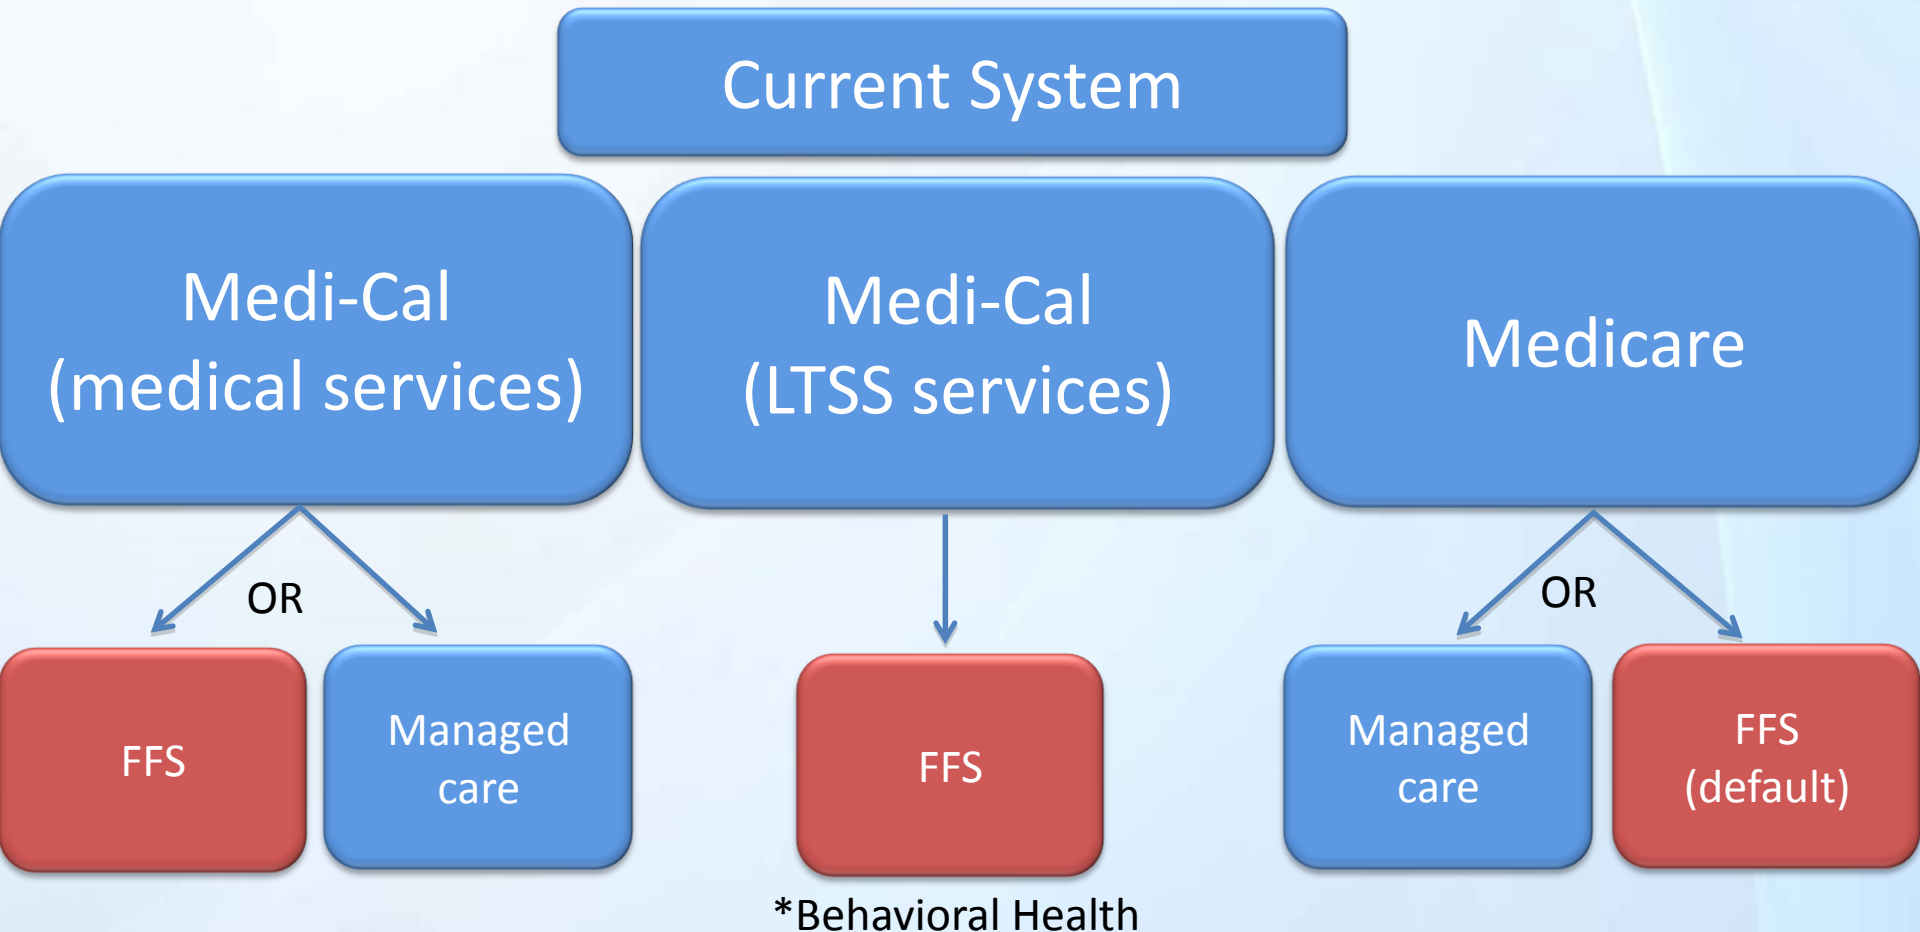 Current System
Medi-Cal
(medical services)
Medi-Cal
(LTSS services)
Medicare
OR
OR
FFS
Managed
care
FFS
Managed
care
FFS
(default)
*Behavioral Health